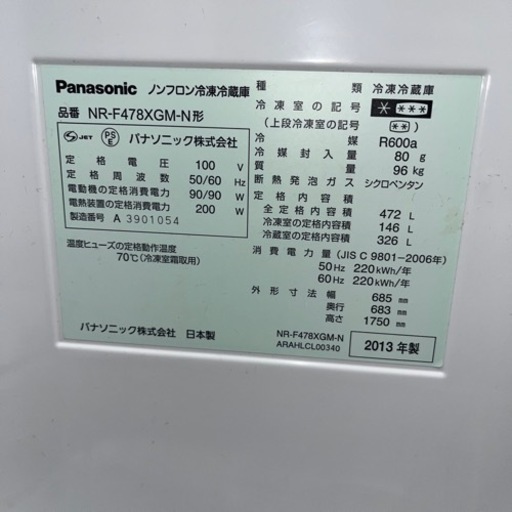 Panasonic ノンフロン冷凍冷蔵庫
品番 NR-F478XGM-N形
JET PSE パナソニック株式会社
定格電圧 100 V
定格周波数 50/60 Hz
電動機の定格消費電力 90/90 W
電熱装置の定格消費電力 200 W
製造番号 A 3901054
温度ヒューズの定格動作温度
70℃(冷凍室霜取用)
パナソニック株式会社 日本製
種類 冷凍冷蔵庫
冷凍室の記号 * ***
(上段冷凍室の記号 **)
冷媒 R600a
冷媒封入量 80 g
質量 96 kg
断熱発泡ガス シクロペンタン
定格内容積
全定格内容積 472 L
冷凍室の定格内容積 146 L
冷蔵室の定格内容積 326 L
消費電力量 (JIS C 9801-2006年)
50Hz 220kWh/年
60Hz 220kWh/年
外形寸法 幅 685 mm
奥行 683 mm
高さ 1750 mm
NR-F478XGM-N
ARAHLCL00340
2013年製